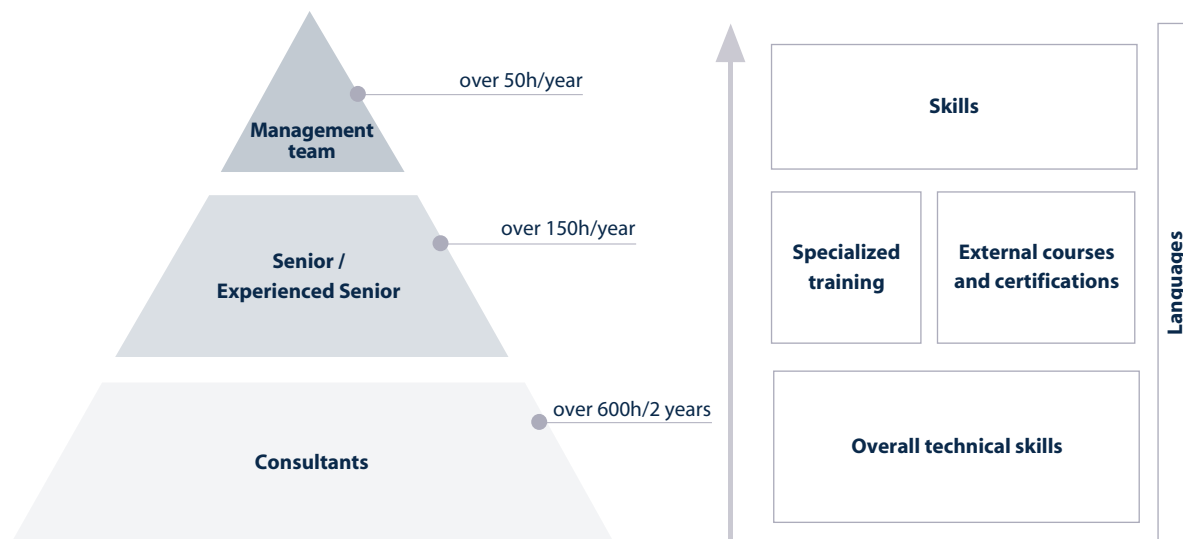 over 50h/year
Management
team
over 150h/year
Senior /
Experienced Senior
over 600h/2 years
Consultants
Skills
Specialized
training
External courses
and certifications
Overall technical skills
Languages